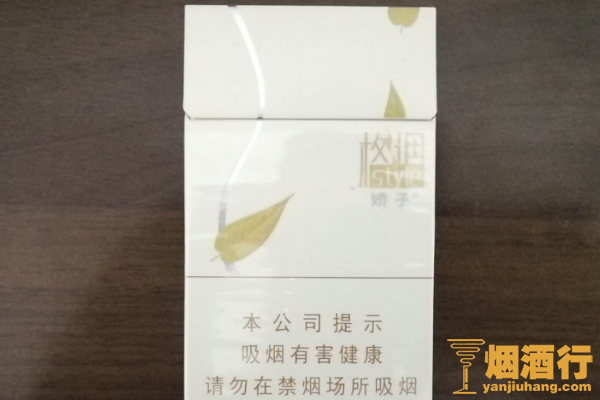 格调
style
娇子
本公司提示
吸烟有害健康
请勿在禁烟场所吸烟
烟酒行
yanjiuhang.com